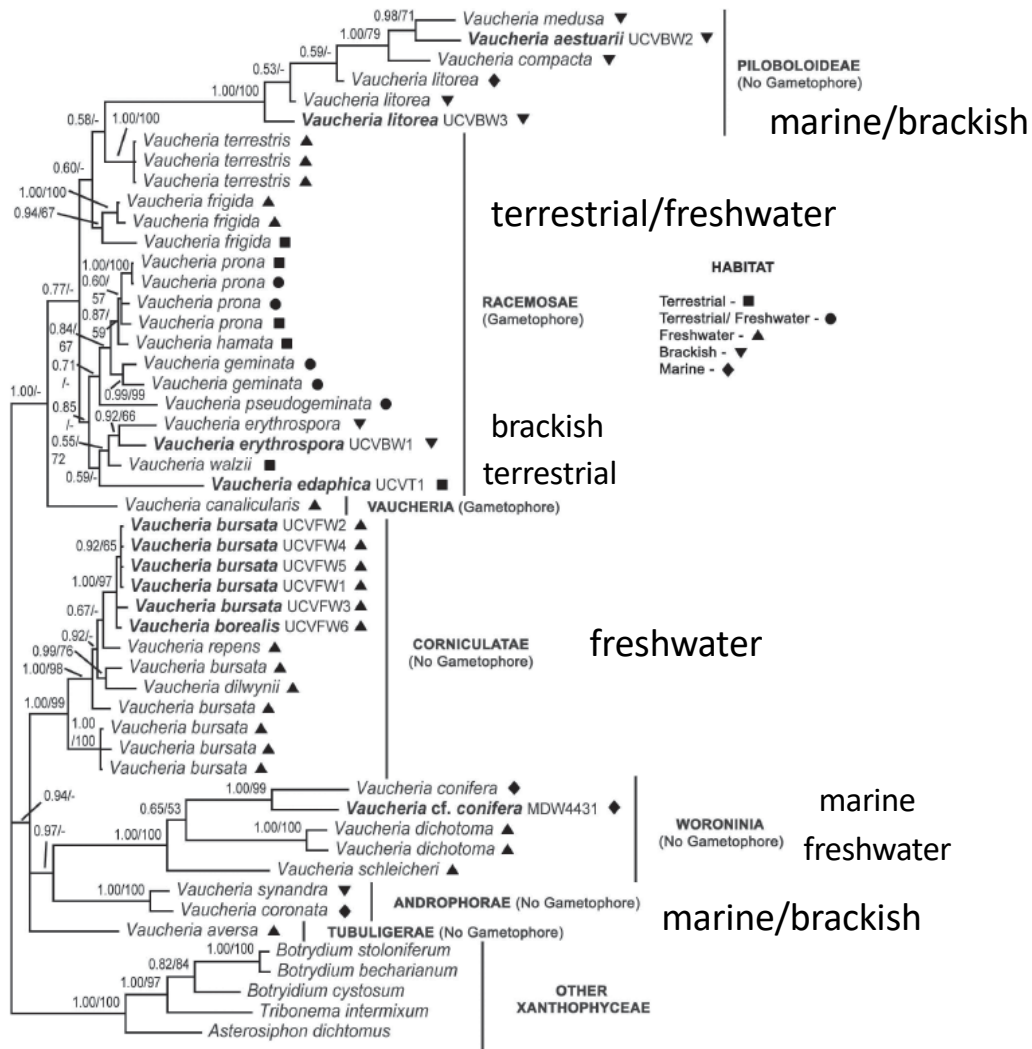 0.98/71
Vaucheria medusa ▼
1.00/79
Vaucheria aestuarii UCVBW2 ▼
0.59/-
Vaucheria compacta ▼
PILOBOLOIDEAE
(No Gametophore)
0.53/-
Vaucheria litorea ◆
1.00/100
Vaucheria litorea ▼
marine/brackish
Vaucheria litorea UCVBW3 ▼
0.58/-
1.00/100
Vaucheria terrestris ▲
Vaucheria terrestris ▲
0.60/-
Vaucheria terrestris ▲
1.00/100
Vaucheria frigida ▲
0.94/67
Vaucheria frigida ▲
terrestrial/freshwater
Vaucheria frigida ■
1.00/100
Vaucheria prona ■
HABITAT
0.77/-
0.60/
57
Vaucheria prona ●
Vaucheria prona ●
RACEMOSAE
(Gametophore)
Terrestrial - ■
Terrestrial/ Freshwater - ●
Freshwater - ▲
Brackish - ▼
Marine - ◆
0.87/
59
Vaucheria prona ■
0.84/
67
Vaucheria hamata ■
Vaucheria geminata ●
0.71
/-
Vaucheria geminata ●
0.99/99
1.00/-
Vaucheria pseudogeminata ●
0.85
/-
0.92/66
Vaucheria erythrospora ▼
brackish
0.55/
72
Vaucheria erythrospora UCVBW1 ▼
Vaucheria walzii ■
terrestrial
0.59/-
Vaucheria edaphica UCVT1 ■
Vaucheria canalicularis ▲
VAUCHERIA (Gametophore)
Vaucheria bursata UCVFW2 ▲
0.92/65
Vaucheria bursata UCVFW4 ▲
Vaucheria bursata UCVFW5 ▲
1.00/97
Vaucheria bursata UCVFW1 ▲
Vaucheria bursata UCVFW3 ▲
0.67/-
Vaucheria borealis UCVFW6 ▲
CORNICULATAE
(No Gametophore)
freshwater
0.92/-
Vaucheria repens ▲
0.99/76
1.00/98
Vaucheria bursata ▲
Vaucheria dilwynii ▲
1.00/99
Vaucheria bursata ▲
1.00
/100
Vaucheria bursata ▲
Vaucheria bursata ▲
Vaucheria bursata ▲
1.00/99
Vaucheria conifera ◆
0.94/-
0.65/53
Vaucheria cf. conifera MDW4431 ◆
marine
1.00/100
Vaucheria dichotoma ▲
WORONINIA
(No Gametophore)
0.97/-
1.00/100
Vaucheria dichotoma ▲
freshwater
Vaucheria schleicheri ▲
1.00/100
Vaucheria synandra ▼
ANDROPHORAE (No Gametophore)
Vaucheria coronata ◆
marine/brackish
Vaucheria aversa ▲
TUBULIGERAE (No Gametophore)
1.00/100
Botrydium stoloniferum
0.82/84
Botrydium becharianum
1.00/97
Botryidium cystosum
OTHER
XANTHOPHYCEAE
1.00/100
Tribonema intermixum
Asterosiphon dichtomus